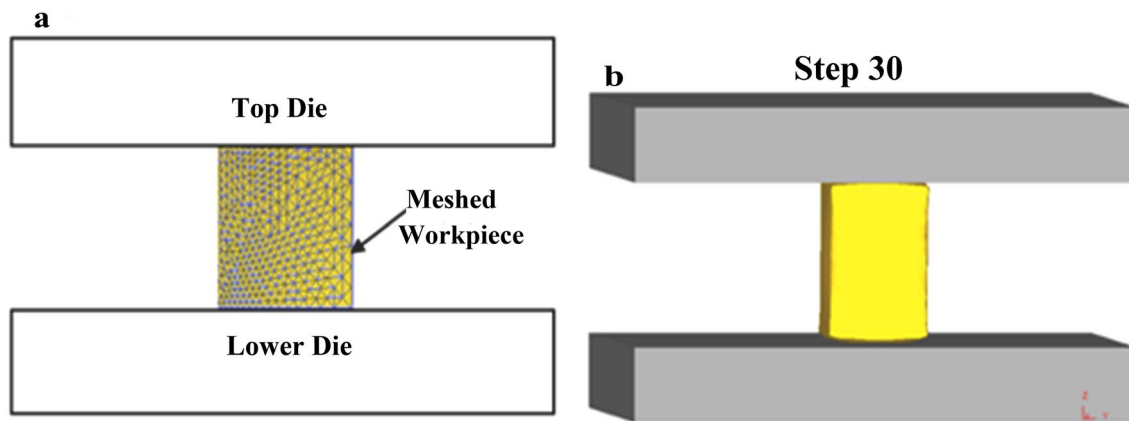 a
Top Die
Meshed
Workpiece
Lower Die
b
Step 30
Z
Y